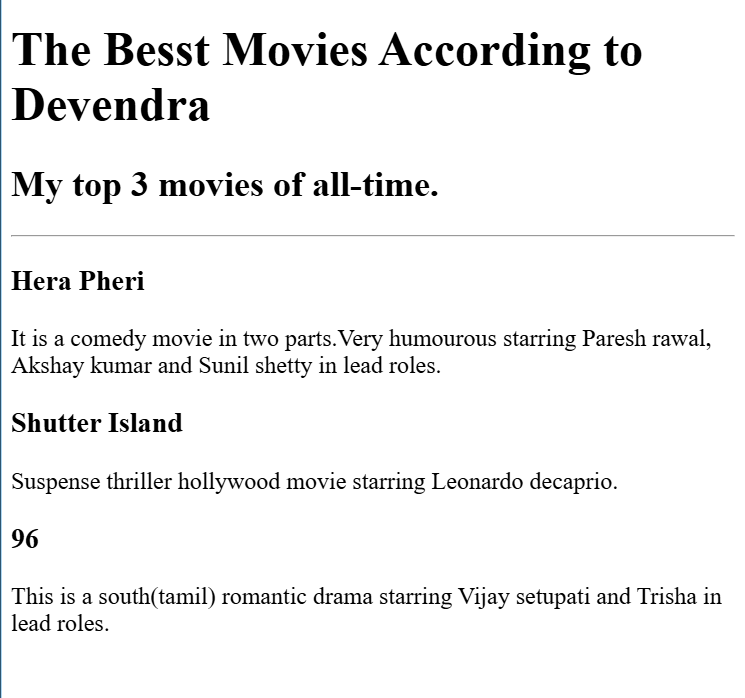 The Besst Movies According to
Devendra
My top 3 movies of all-time.
Hera Pheri
It is a comedy movie in two parts.Very humourous starring Paresh rawal,
Akshay kumar and Sunil shetty in lead roles.
Shutter Island
Suspense thriller hollywood movie starring Leonardo decaprio.
96
This is a south(tamil) romantic drama starring Vijay setupati and Trisha in
lead roles.